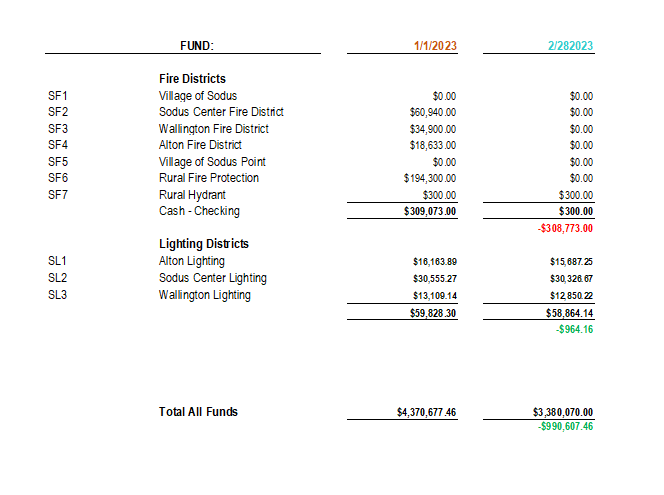 FUND: 1/1/2023 2/282023
Fire Districts
SF1 Village of Sodus $0.00 $0.00
SF2 Sodus Center Fire District $60,940.00 $0.00
SF3 Wallington Fire District $34,900.00 $0.00
SF4 Alton Fire District $18,633.00 $0.00
SF5 Village of Sodus Point $0.00 $0.00
SF6 Rural Fire Protection $194,300.00 $0.00
SF7 Rural Hydrant $300.00 $300.00
Cash - Checking $309,073.00 $300.00
-$308,773.00
Lighting Districts
SL1 Alton Lighting $16,163.89 $15,687.25
SL2 Sodus Center Lighting $30,555.27 $30,326.67
SL3 Wallington Lighting $13,109.14 $12,850.22
$59,828.30 $58,864.14
-$964.16
Total All Funds $4,370,677.46 $3,380,070.00
-$990,607.46